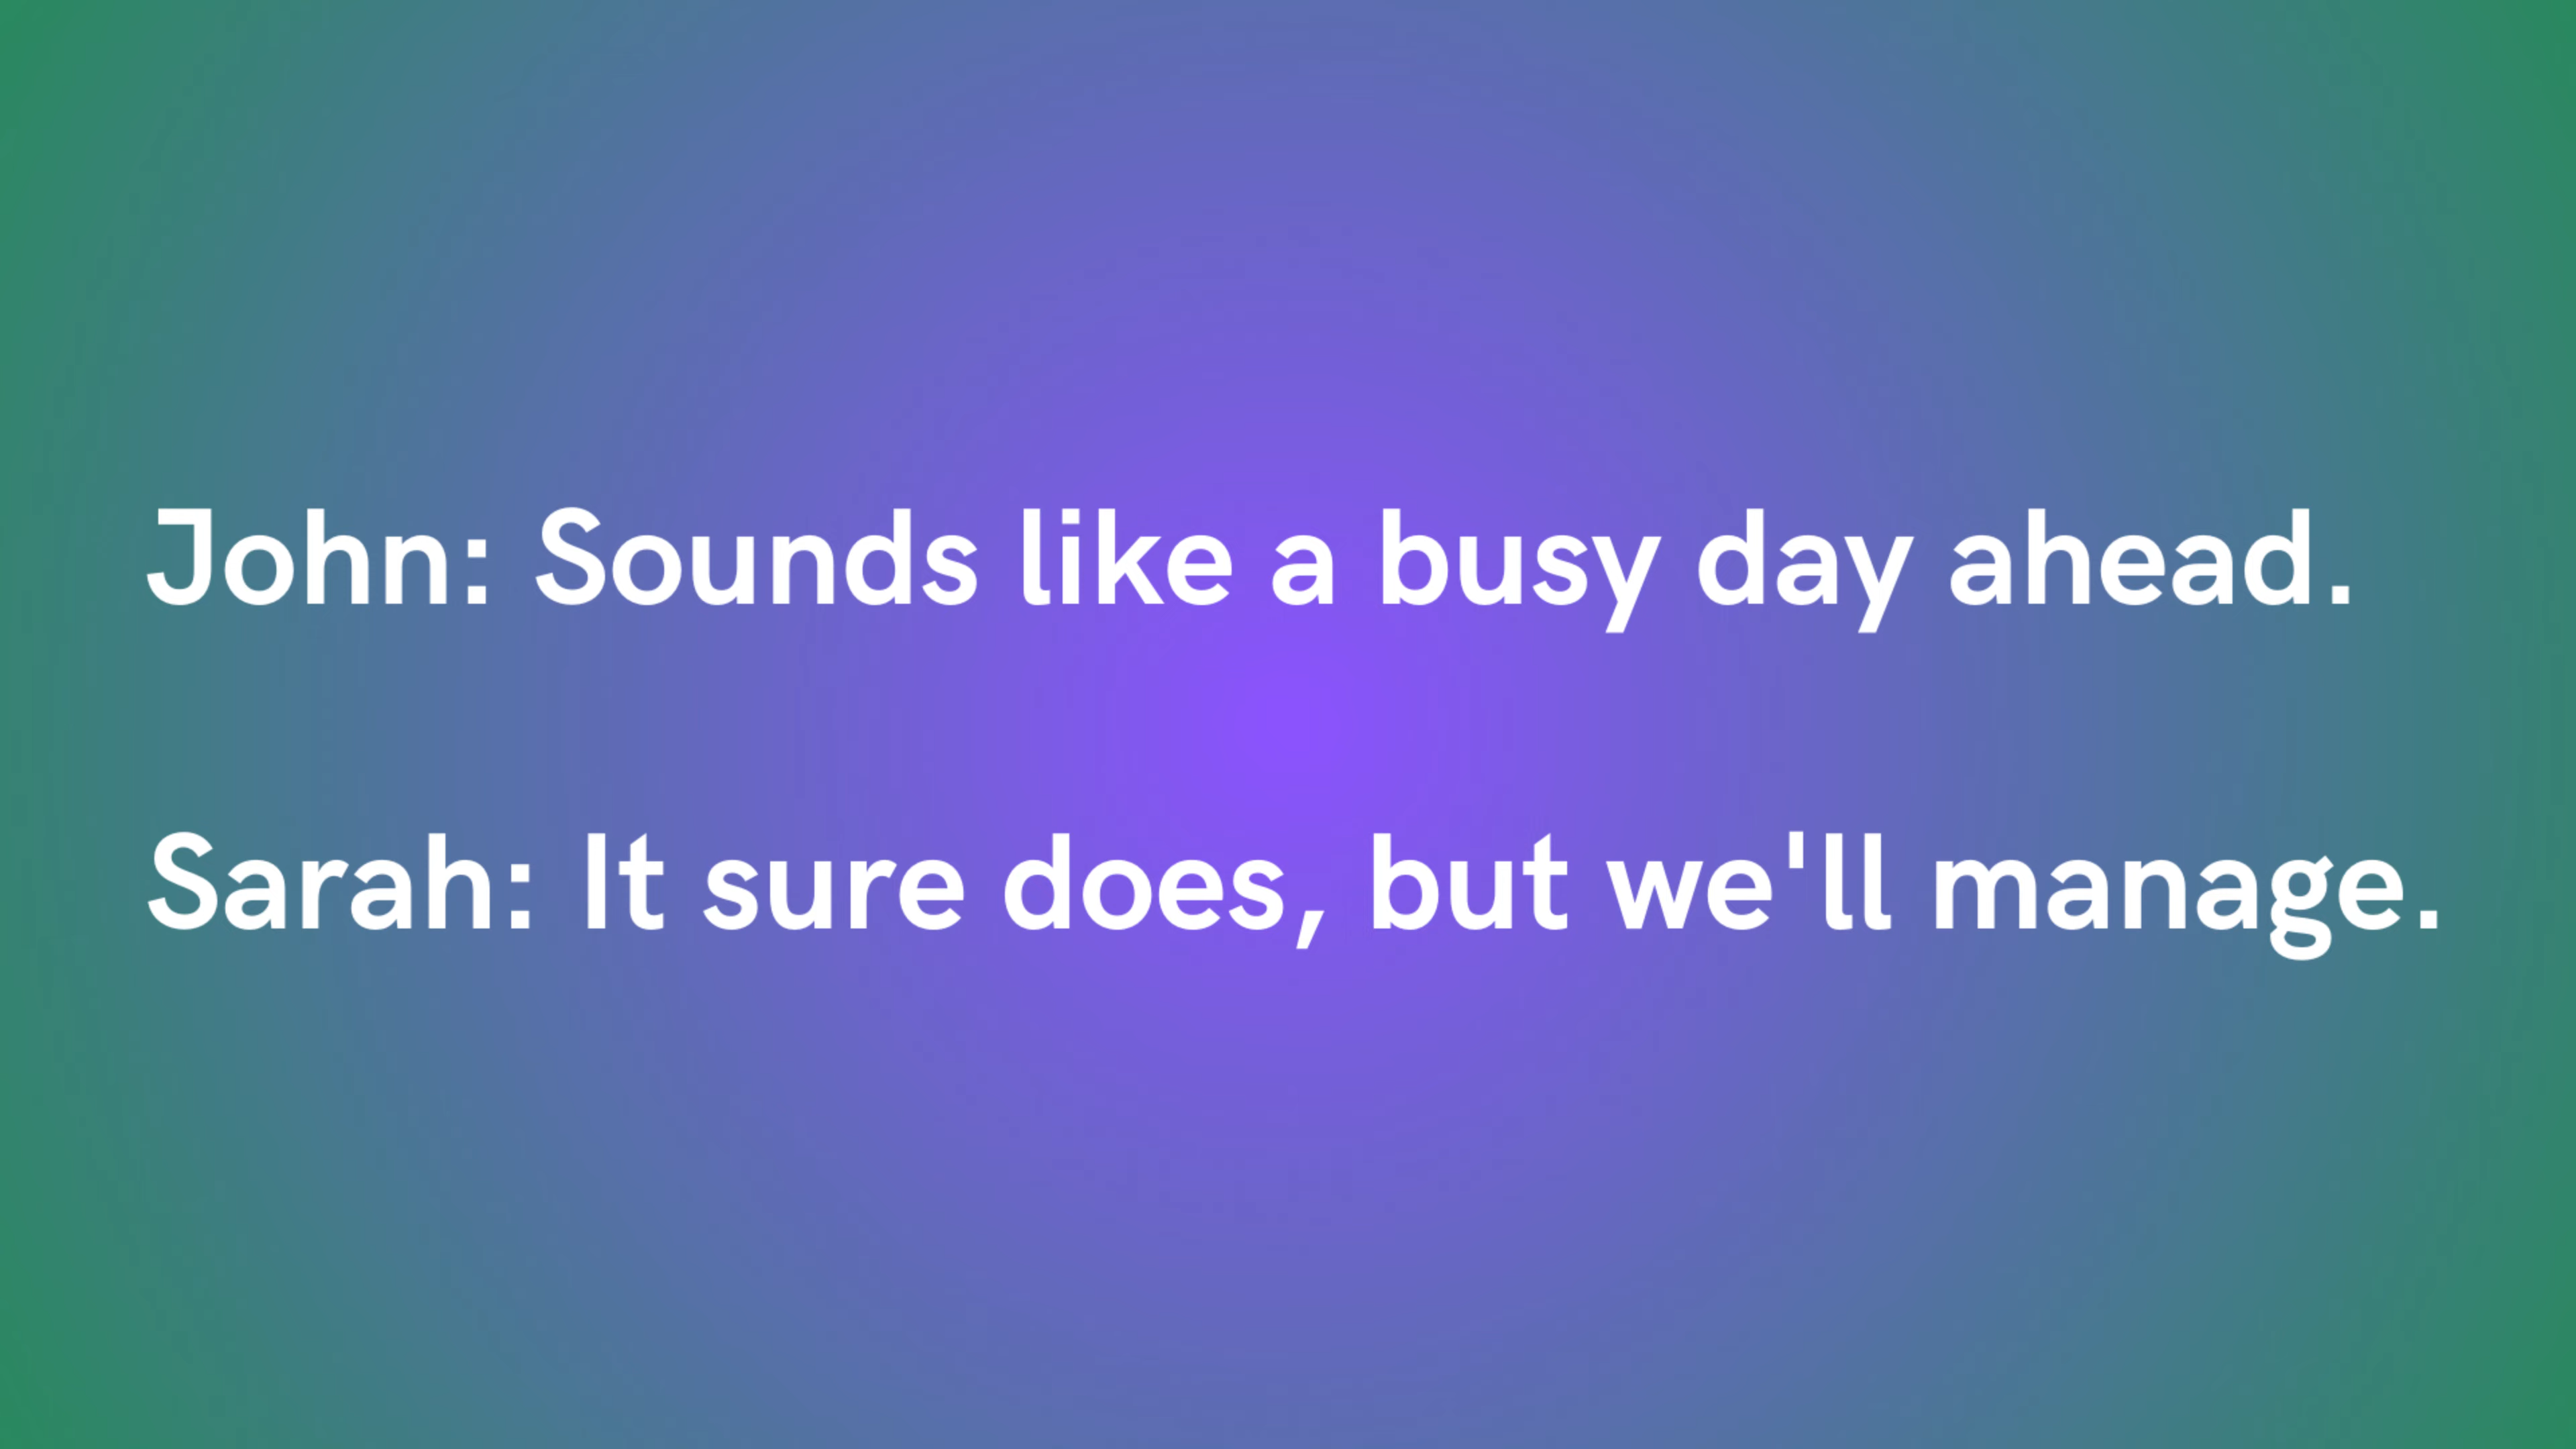 John: Sounds like a busy day ahead.
Sarah: It sure does, but we'll manage.